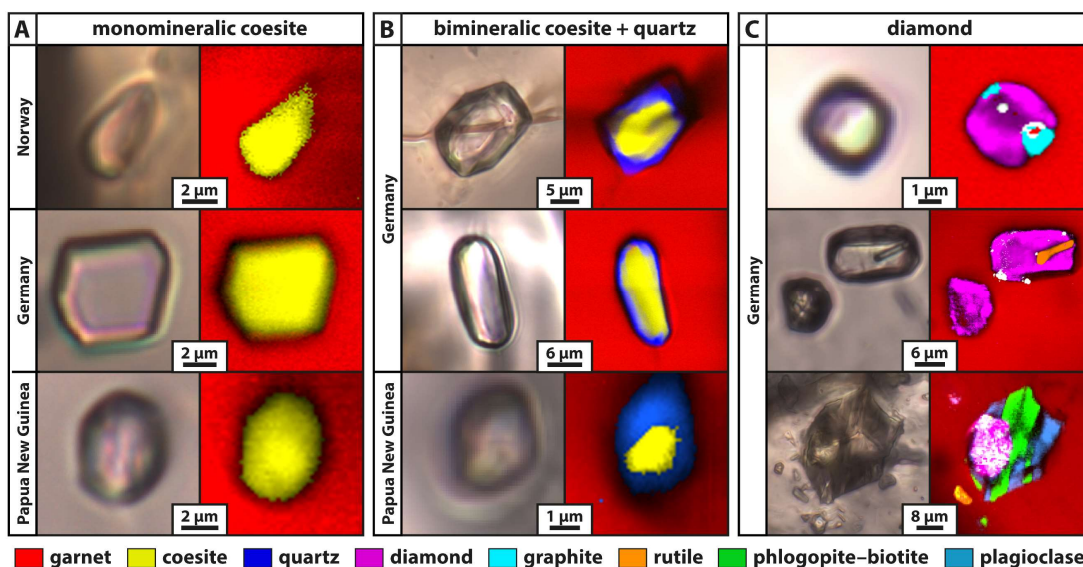 A monomineralic coesite
B bimineralic coesite + quartz
C diamond
Norway
2 µm
Germany
2 µm
Papua New Guinea
2 µm
Germany
5 µm
6 µm
Papua New Guinea
1 µm
Germany
1 µm
6 µm
8 µm
garnet coesite quartz diamond graphite rutile phlogopite–biotite plagioclase